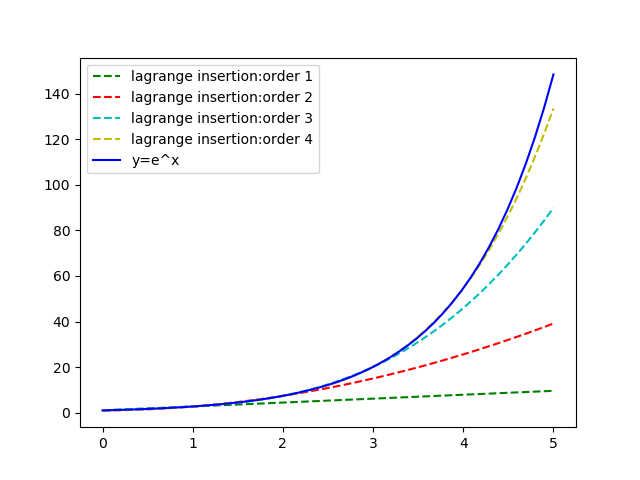 lagrange insertion:order 1
lagrange insertion:order 2
lagrange insertion:order 3
lagrange insertion:order 4
y=e^x
140
120
100
80
60
40
20
0
0 1 2 3 4 5